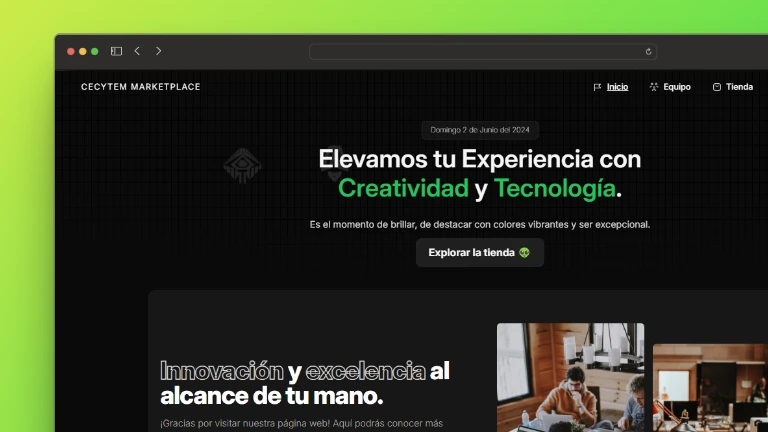 CECYTEM MARKETPLACE
Inicio
Equipo
Tienda
Domingo 2 de Junio del 2024
Elevamos tu Experiencia con
Creatividad y Tecnología.
Es el momento de brillar, de destacar con colores vibrantes y ser excepcional.
Explorar la tienda 👽
Innovación y excelencia al
alcance de tu mano.
¡Gracias por visitar nuestra página web! Aquí podrás conocer más